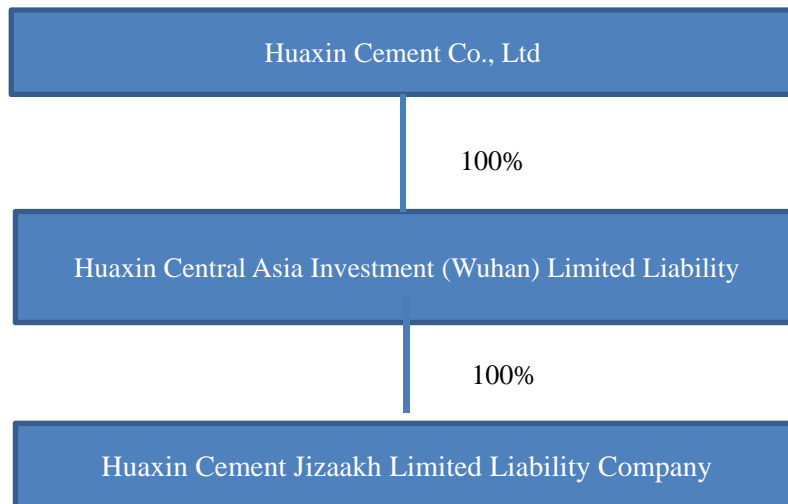 Huaxin Cement Co., Ltd
100%
Huaxin Central Asia Investment (Wuhan) Limited Liability
100%
Huaxin Cement Jizaakh Limited Liability Company